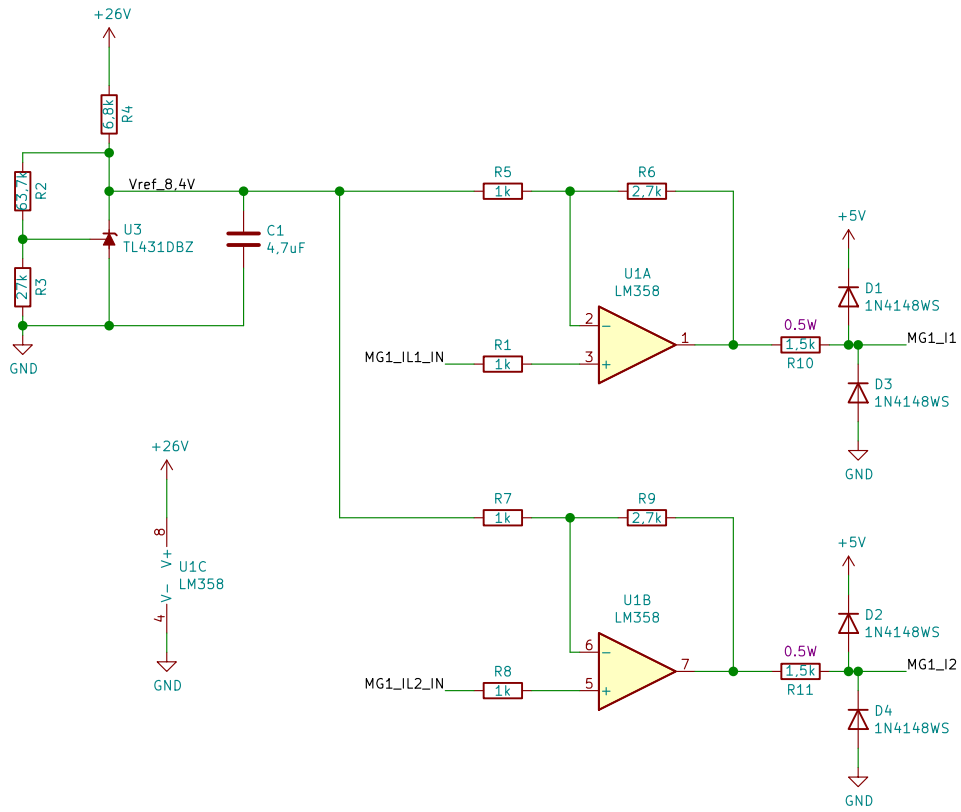 +26V
6,8k
R4
63,7k
R2
Vref_8,4V
U3
TL431DBZ
27k
R3
GND
C1
4,7uF
R5
1k
R6
2,7k
U1A
LM358
2
−
3
+
1
MG1_IL1_IN
R1
1k
+5V
D1
1N4148WS
0.5W
1,5k
R10
MG1_I1
D3
1N4148WS
GND
+26V
8
V+
U1C
LM358
V-
4
GND
R7
1k
R9
2,7k
U1B
LM358
6
−
5
+
7
MG1_IL2_IN
R8
1k
+5V
D2
1N4148WS
0.5W
1,5k
R11
MG1_I2
D4
1N4148WS
GND